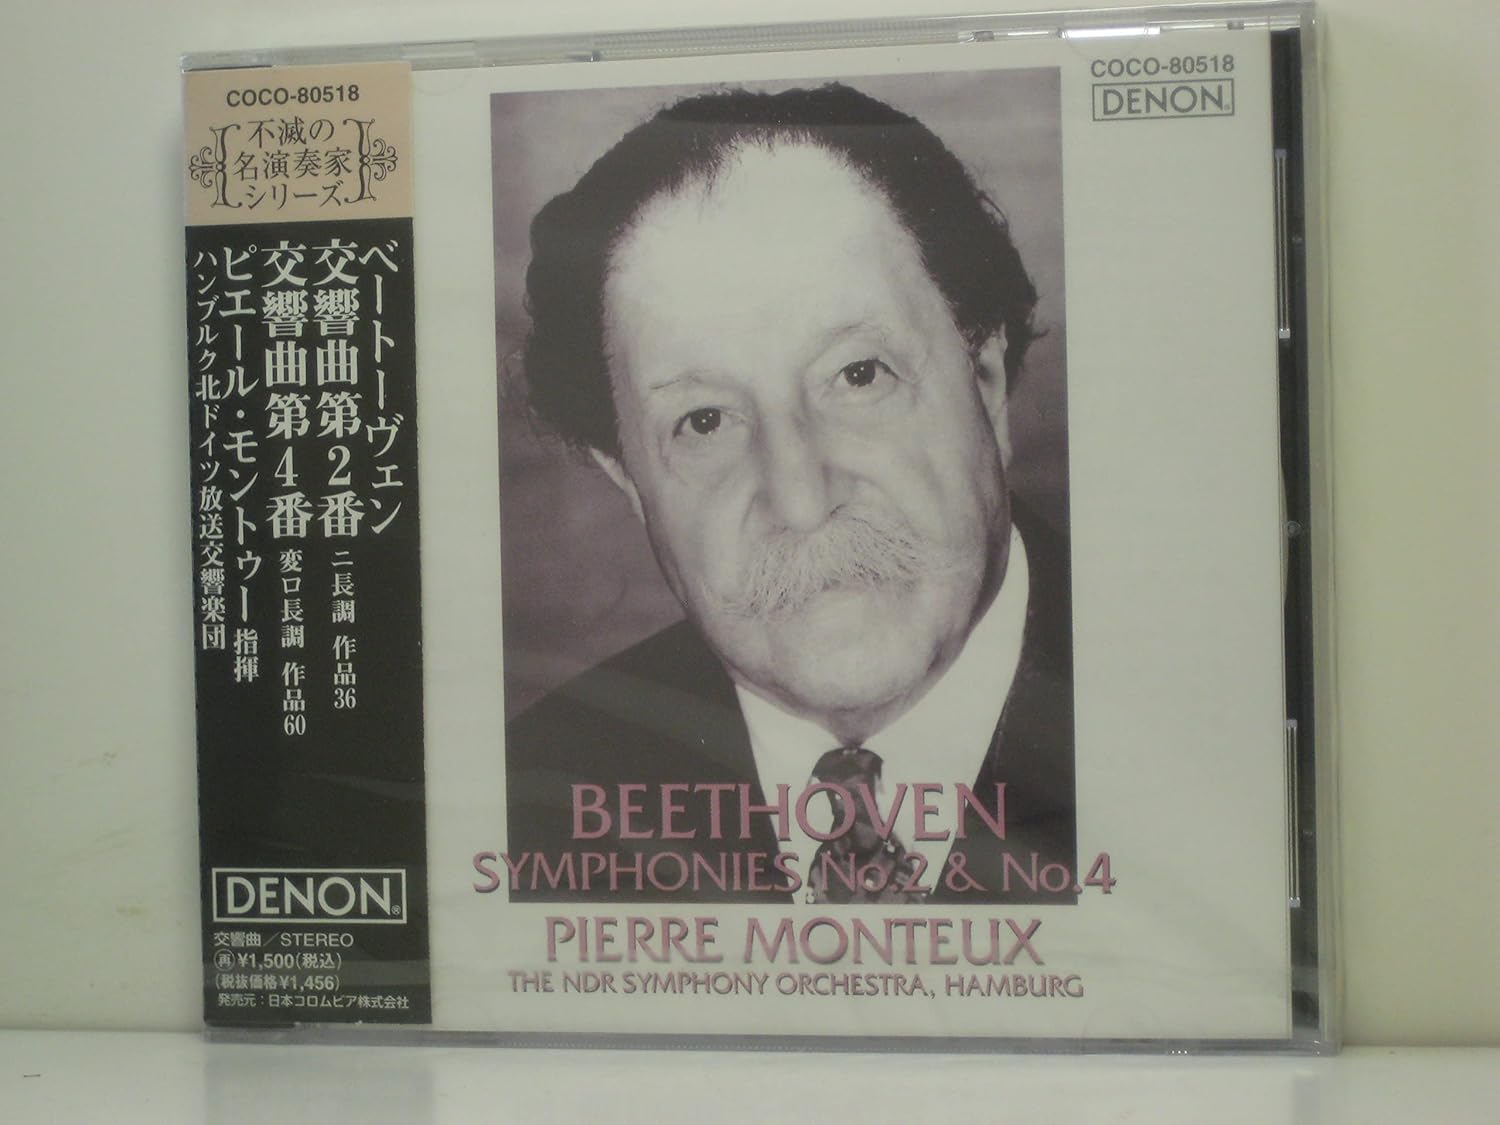 COCO-80518
不滅の
名演奏家
シリーズ
ベートーヴェン
交響曲第2番 ニ長調 作品36
交響曲第4番 変ロ長調 作品60
ピエール・モントゥー 指揮
ハンブルク北ドイツ放送交響楽団
DENON®
交響曲/STEREO
再¥1,500(税込)
(税抜価格¥1,456)
発売元:日本コロムビア株式会社
COCO-80518
DENON®
BEETHOVEN
SYMPHONIES No.2 & No.4
PIERRE MONTEUX
THE NDR SYMPHONY ORCHESTRA, HAMBURG